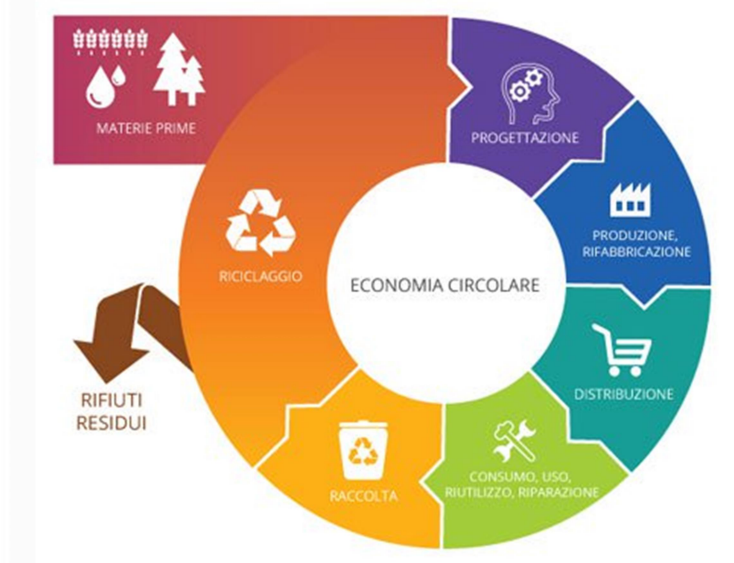 MATERIE PRIME
PROGETTAZIONE
PRODUZIONE,
RIFABBRICAZIONE
RICICLAGGIO
ECONOMIA CIRCOLARE
DISTRIBUZIONE
RIFIUTI
RESIDUI
CONSUMO, USO,
RIUTILIZZO, RIPARAZIONE
RACCOLTA